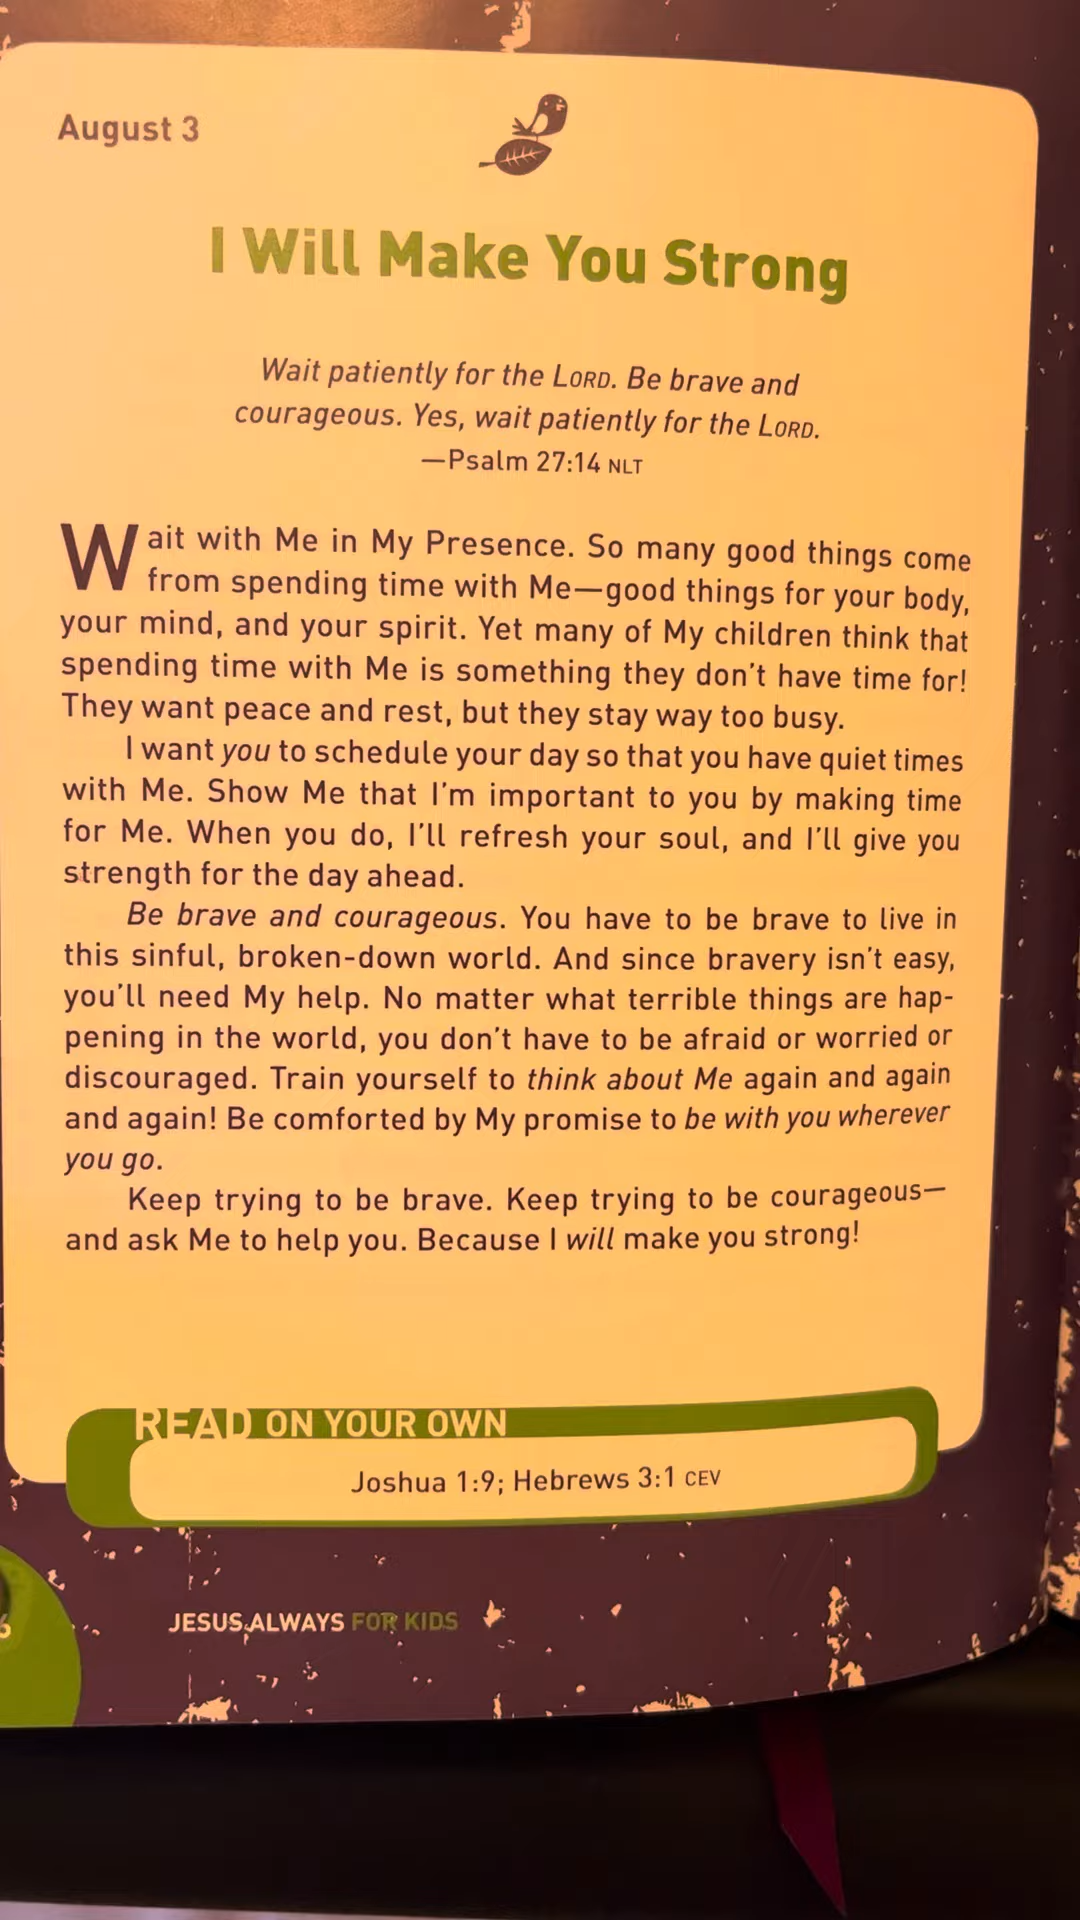 August 3
I Will Make You Strong
Wait patiently for the LORD. Be brave and
courageous. Yes, wait patiently for the LORD.
—Psalm 27:14 NLT
Wait with Me in My Presence. So many good things come
from spending time with Me—good things for your body,
your mind, and your spirit. Yet many of My children think that
spending time with Me is something they don't have time for!
They want peace and rest, but they stay way too busy.
I want you to schedule your day so that you have quiet times
with Me. Show Me that I'm important to you by making time
for Me. When you do, I'll refresh your soul, and I'll give you
strength for the day ahead.
Be brave and courageous. You have to be brave to live in
this sinful, broken-down world. And since bravery isn't easy,
you'll need My help. No matter what terrible things are hap-
pening in the world, you don't have to be afraid or worried or
discouraged. Train yourself to think about Me again and again
and again! Be comforted by My promise to be with you wherever
you go.
Keep trying to be brave. Keep trying to be courageous—
and ask Me to help you. Because I will make you strong!
READ ON YOUR OWN
Joshua 1:9; Hebrews 3:1 CEV
JESUS ALWAYS FOR KIDS